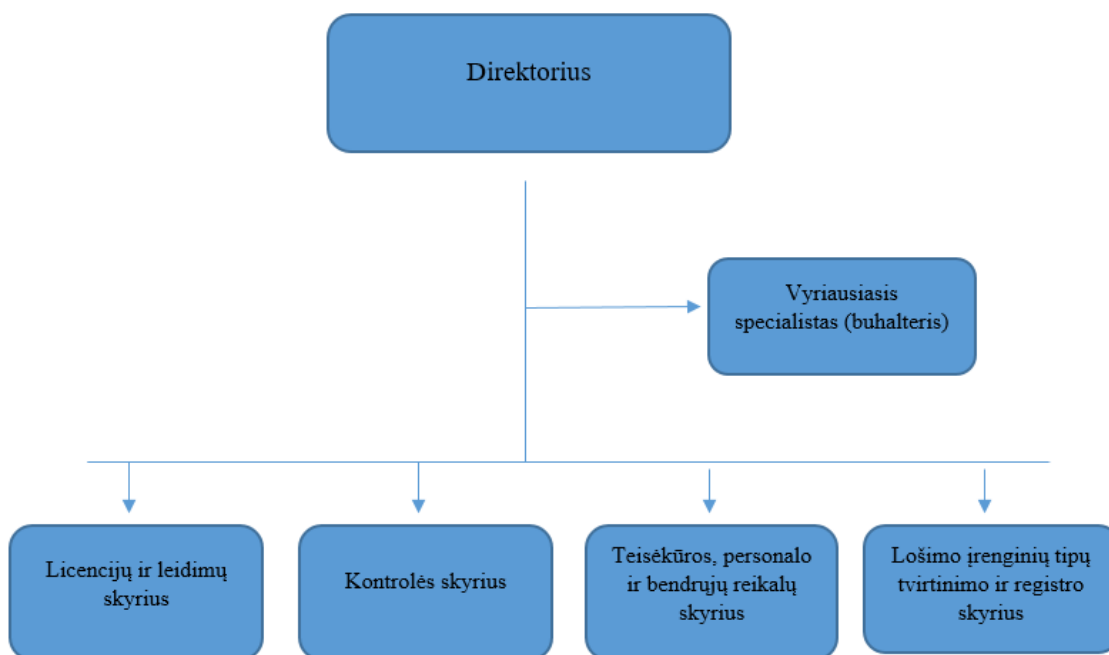 Direktorius
Vyriausiasis
specialistas (buhalteris)
Licencijų ir leidimų
skyrius
Kontrolės skyrius
Teisėkūros, personalo
ir bendrųjų reikalų
skyrius
Lošimo įrenginių tipų
tvirtinimo ir registro
skyrius